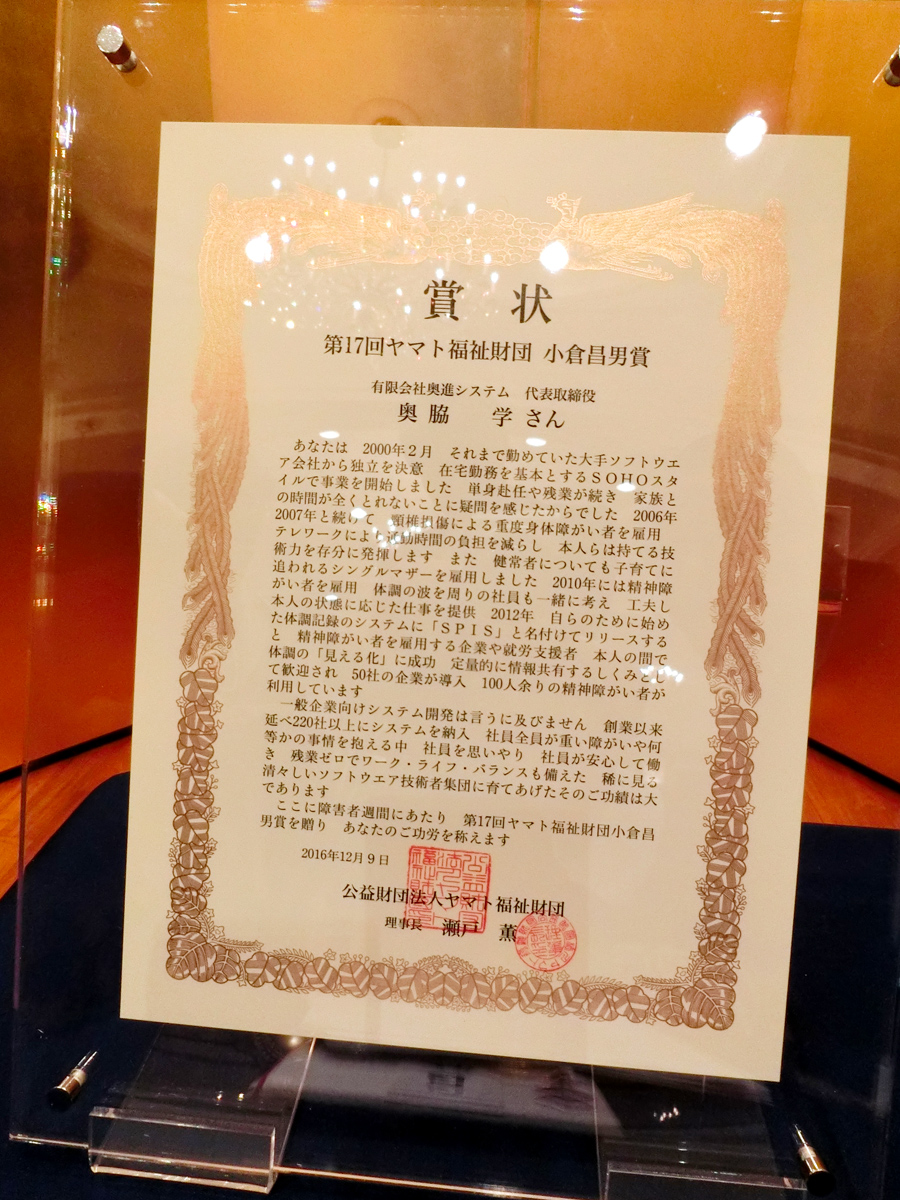 賞 状
第17回ヤマト福祉財団 小倉昌男賞
有限会社奥進システム 代表取締役
奥脇 学 さん
あなたは 2000年2月 それまで勤めていた大手ソフトウエ
ア会社から独立を決意 在宅勤務を基本とするSOHOスタ
イルで事業を開始しました 単身赴任や残業が続き 家族と
の時間が全くとれないことに疑問を感じたからでした 2006年
2007年と続けて 頸椎損傷による重度身体障がい者を雇用
テレワークにより通勤時間の負担を減らし 本人らは持てる技
術力を存分に発揮します また 健常者についても子育てに
追われるシングルマザーを雇用しました 2010年には精神障
がい者を雇用 体調の波を周りの社員も一緒に考え 工夫し
本人の状態に応じた仕事を提供 2012年 自らのために始め
た体調記録のシステムに「SPIS」と名付けてリリースする
と 精神障がい者を雇用する企業や就労支援者 本人の間で
体調の「見える化」に成功 定量的に情報共有するしくみとし
て歓迎され 50社の企業が導入 100人余りの精神障がい者が
利用しています
一般企業向けシステム開発は言うに及びません 創業以来
延べ220社以上にシステムを納入 社員全員が重い障がいや何
等かの事情を抱える中 社員を思いやり 社員が安心して働
き 残業ゼロでワーク・ライフ・バランスも備えた 稀に見る
清々しいソフトウエア技術者集団に育てあげたそのご功績は大
であります
ここに障害者週間にあたり 第17回ヤマト福祉財団小倉昌
男賞を贈り あなたのご功労を称えます
2016年12月9日
公益財団法人ヤマト福祉財団
理事長 瀬戸 薫